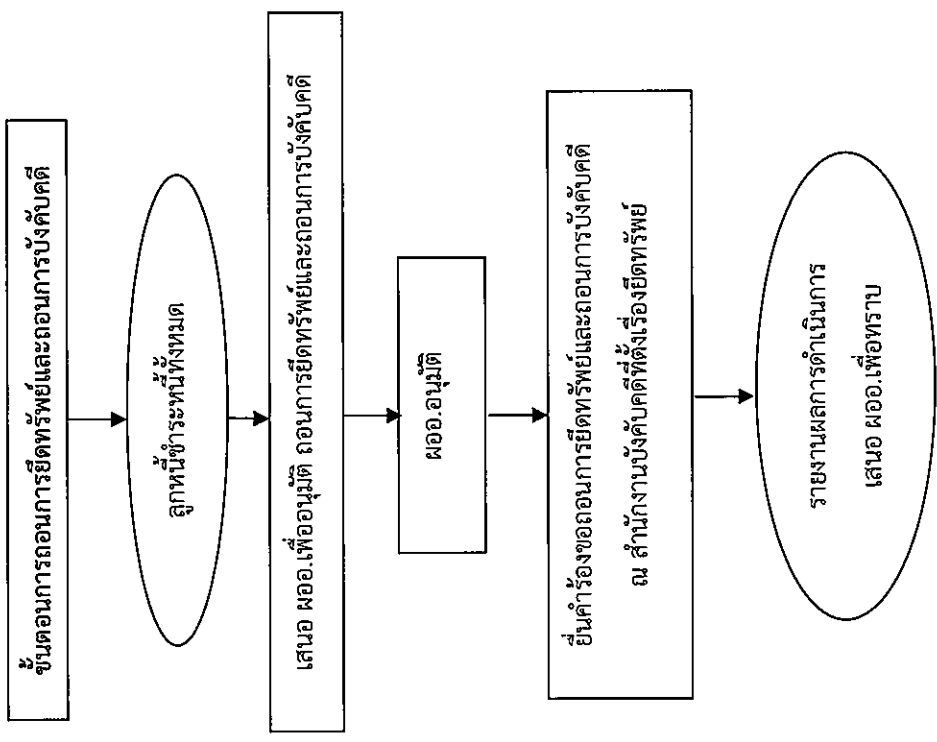 ขั้นตอนการถอนการยึดทรัพย์และถอนการบังคับคดี
ลูกหนี้ชำระหนี้ทั้งหมด
เสนอ ผออ.เพื่ออนุมัติ ถอนการยึดทรัพย์และถอนการบังคับคดี
ผออ.อนุมัติ
ยื่นคำร้องขอถอนการยึดทรัพย์และถอนการบังคับคดี
ณ สำนักงานบังคับคดีที่ตั้งเรื่องยึดทรัพย์
รายงานผลการดำเนินการ
เสนอ ผออ.เพื่อทราบ